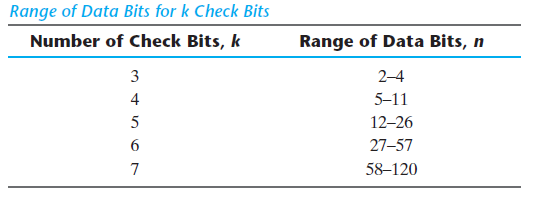 Range of Data Bits for k Check Bits
Number of Check Bits, k Range of Data Bits, n
3 2–4
4 5–11
5 12–26
6 27–57
7 58–120